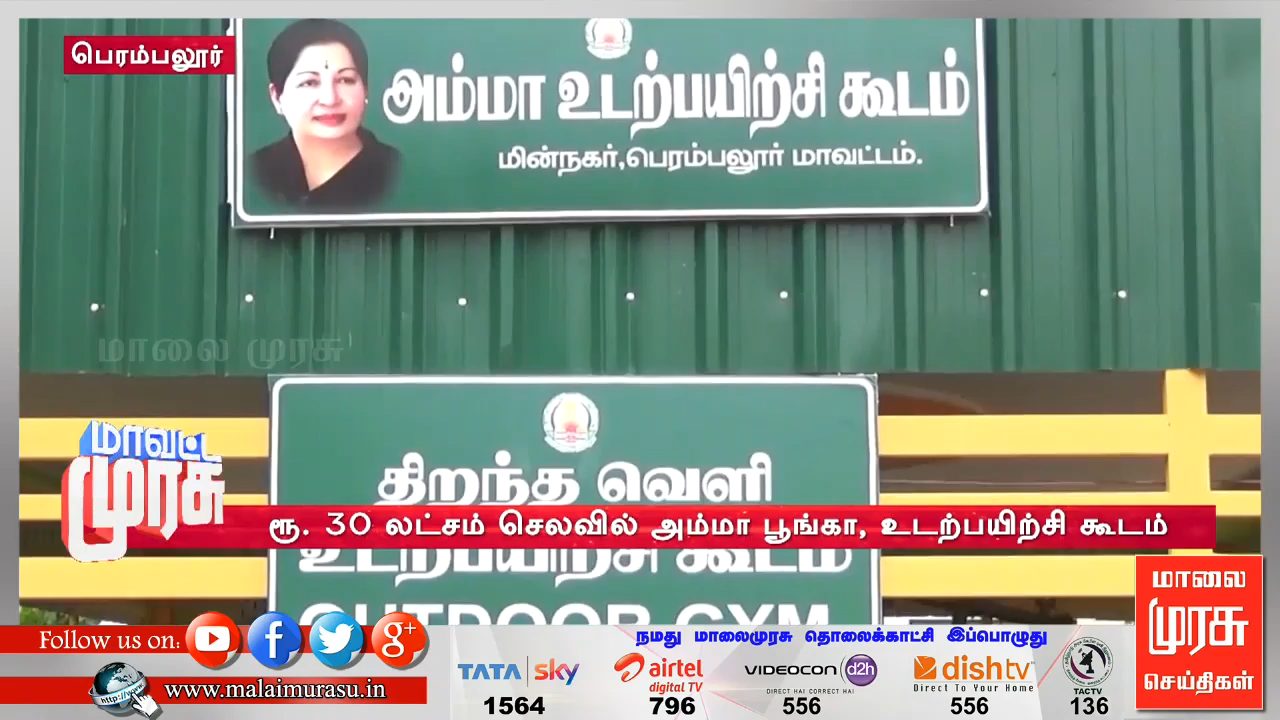 பெரம்பலூர்
அம்மா உடற்பயிற்சி கூடம்
மின்நகர்,பெரம்பலூர் மாவட்டம்.
மாலை முரசு
திறந்த வெளி
மாவட்ட
முரசு
ரூ. 30 லட்சம் செலவில் அம்மா பூங்கா, உடற்பயிற்சி கூடம்
உடற்பயிற்சி கூடம்
OUTDOOR GYM
மாலை
முரசு
செய்திகள்
Follow us on:
http://www
www.malaimurasu.in
நமது மாலைமுரசு தொலைக்காட்சி இப்பொழுது
TATA sky
1564
airtel
digital TV
796
VIDEOCON d2h
DIRECT HAI CORRECT HAI
556
dishtv
Direct To Your Home
556
TACTV
136